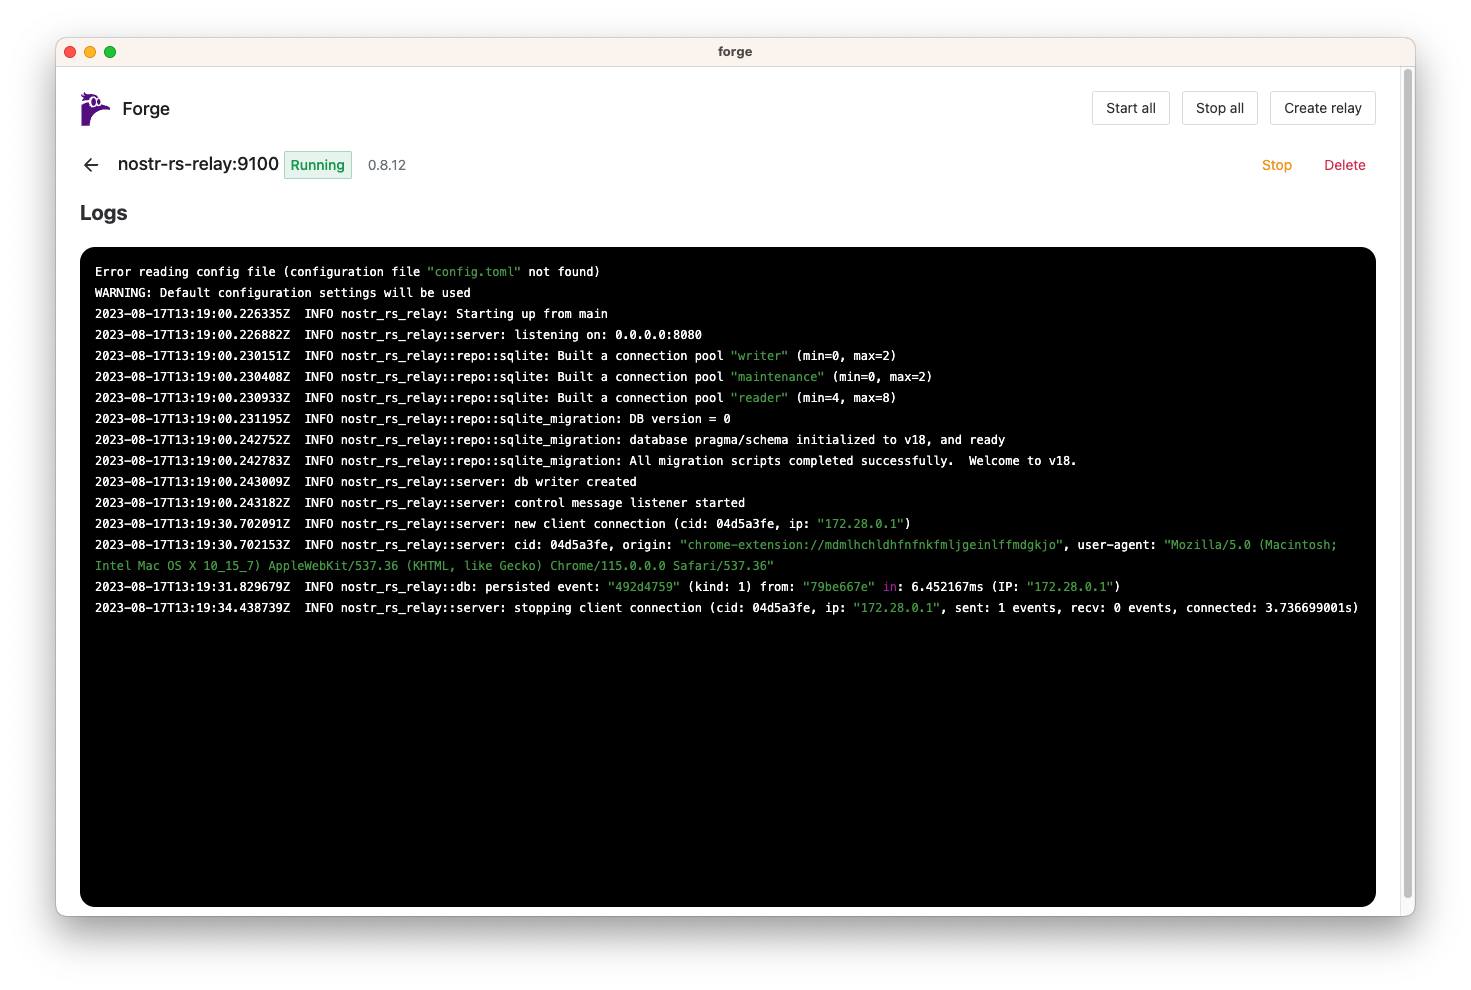 forge
Forge
Start all
Stop all
Create relay
nostr-rs-relay:9100
Running
0.8.12
Stop
Delete
Logs
Error reading config file (configuration file "config.toml" not found)
WARNING: Default configuration settings will be used
2023-08-17T13:19:00.226335Z  INFO nostr_rs_relay: Starting up from main
2023-08-17T13:19:00.226882Z  INFO nostr_rs_relay::server: listening on: 0.0.0.0:8080
2023-08-17T13:19:00.230151Z  INFO nostr_rs_relay::repo::sqlite: Built a connection pool "writer" (min=0, max=2)
2023-08-17T13:19:00.230408Z  INFO nostr_rs_relay::repo::sqlite: Built a connection pool "maintenance" (min=0, max=2)
2023-08-17T13:19:00.230933Z  INFO nostr_rs_relay::repo::sqlite: Built a connection pool "reader" (min=4, max=8)
2023-08-17T13:19:00.231195Z  INFO nostr_rs_relay::repo::sqlite_migration: DB version = 0
2023-08-17T13:19:00.242752Z  INFO nostr_rs_relay::repo::sqlite_migration: database pragma/schema initialized to v18, and ready
2023-08-17T13:19:00.242783Z  INFO nostr_rs_relay::repo::sqlite_migration: All migration scripts completed successfully.  Welcome to v18.
2023-08-17T13:19:00.243009Z  INFO nostr_rs_relay::server: db writer created
2023-08-17T13:19:00.243182Z  INFO nostr_rs_relay::server: control message listener started
2023-08-17T13:19:30.702091Z  INFO nostr_rs_relay::server: new client connection (cid: 04d5a3fe, ip: "172.28.0.1")
2023-08-17T13:19:30.702153Z  INFO nostr_rs_relay::server: cid: 04d5a3fe, origin: "chrome-extension://mdmlhchldhfnfnkfmljgeinlffmdgkjo", user-agent: "Mozilla/5.0 (Macintosh;
Intel Mac OS X 10_15_7) AppleWebKit/537.36 (KHTML, like Gecko) Chrome/115.0.0.0 Safari/537.36"
2023-08-17T13:19:31.829679Z  INFO nostr_rs_relay::db: persisted event: "492d4759" (kind: 1) from: "79be667e" in: 6.452167ms (IP: "172.28.0.1")
2023-08-17T13:19:34.438739Z  INFO nostr_rs_relay::server: stopping client connection (cid: 04d5a3fe, ip: "172.28.0.1", sent: 1 events, recv: 0 events, connected: 3.736699001s)